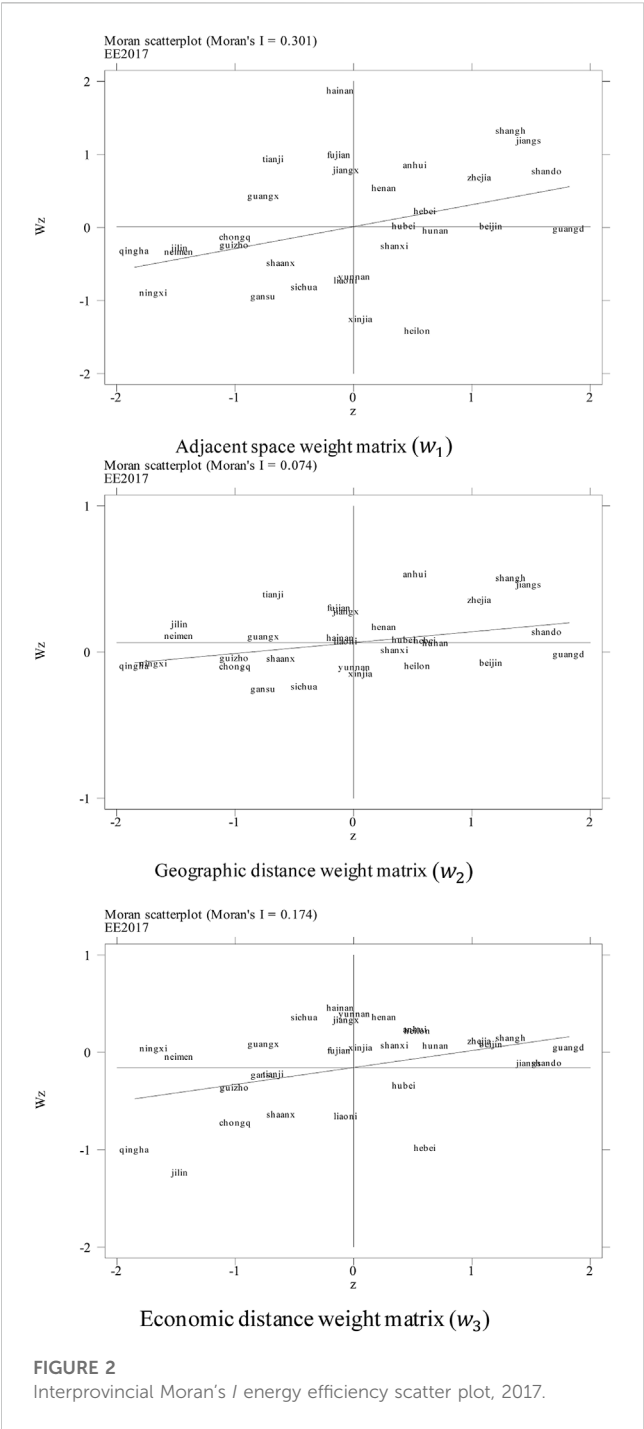 Moran scatterplot (Moran's I = 0.301)
EE2017
2
hainan
shangh
jiangs
1
fujian
tianji
anhui
jiangx
shando
zhejia
henan
guangx
hebei
Wz
0
hubei
beijin
hunan
guangd
chongq
guizho
shanxi
jilin
qingha
neimen
shaanx
yunnan
liaoni
sichua
ningxi
gansu
-1
xinjia
heilon
-2
-2 -1 0 1 2
z
Adjacent space weight matrix (w1)
Moran scatterplot (Moran's I = 0.074)
EE2017
1
anhui
shangh
jiangs
tianji
zhejia
fujian
jiangx
jilin
henan
shando
neimen
guangx
hainan
liaoni
hubei
hebei
hunan
Wz
0
shanxi
guangd
guizho
shaanx
beijin
qingha
ningxi
chongq
yunnan
heilon
xinjia
gansu
sichua
-1
-2 -1 0 1 2
z
Geographic distance weight matrix (w2)
Moran scatterplot (Moran's I = 0.174)
EE2017
1
hainan
yunnan
sichua
jiangx
henan
anhui
heilon
shangh
zhejia
beijin
guangx
shanxi
hunan
guangd
ningxi
xinjia
fujian
0
neimen
jiangs
shando
gansu
tianji
guizho
hubei
Wz
shaanx
liaoni
chongq
-1
qingha
hebei
jilin
-2
-2 -1 0 1 2
z
Economic distance weight matrix (w3)
FIGURE 2
Interprovincial Moran's I energy efficiency scatter plot, 2017.